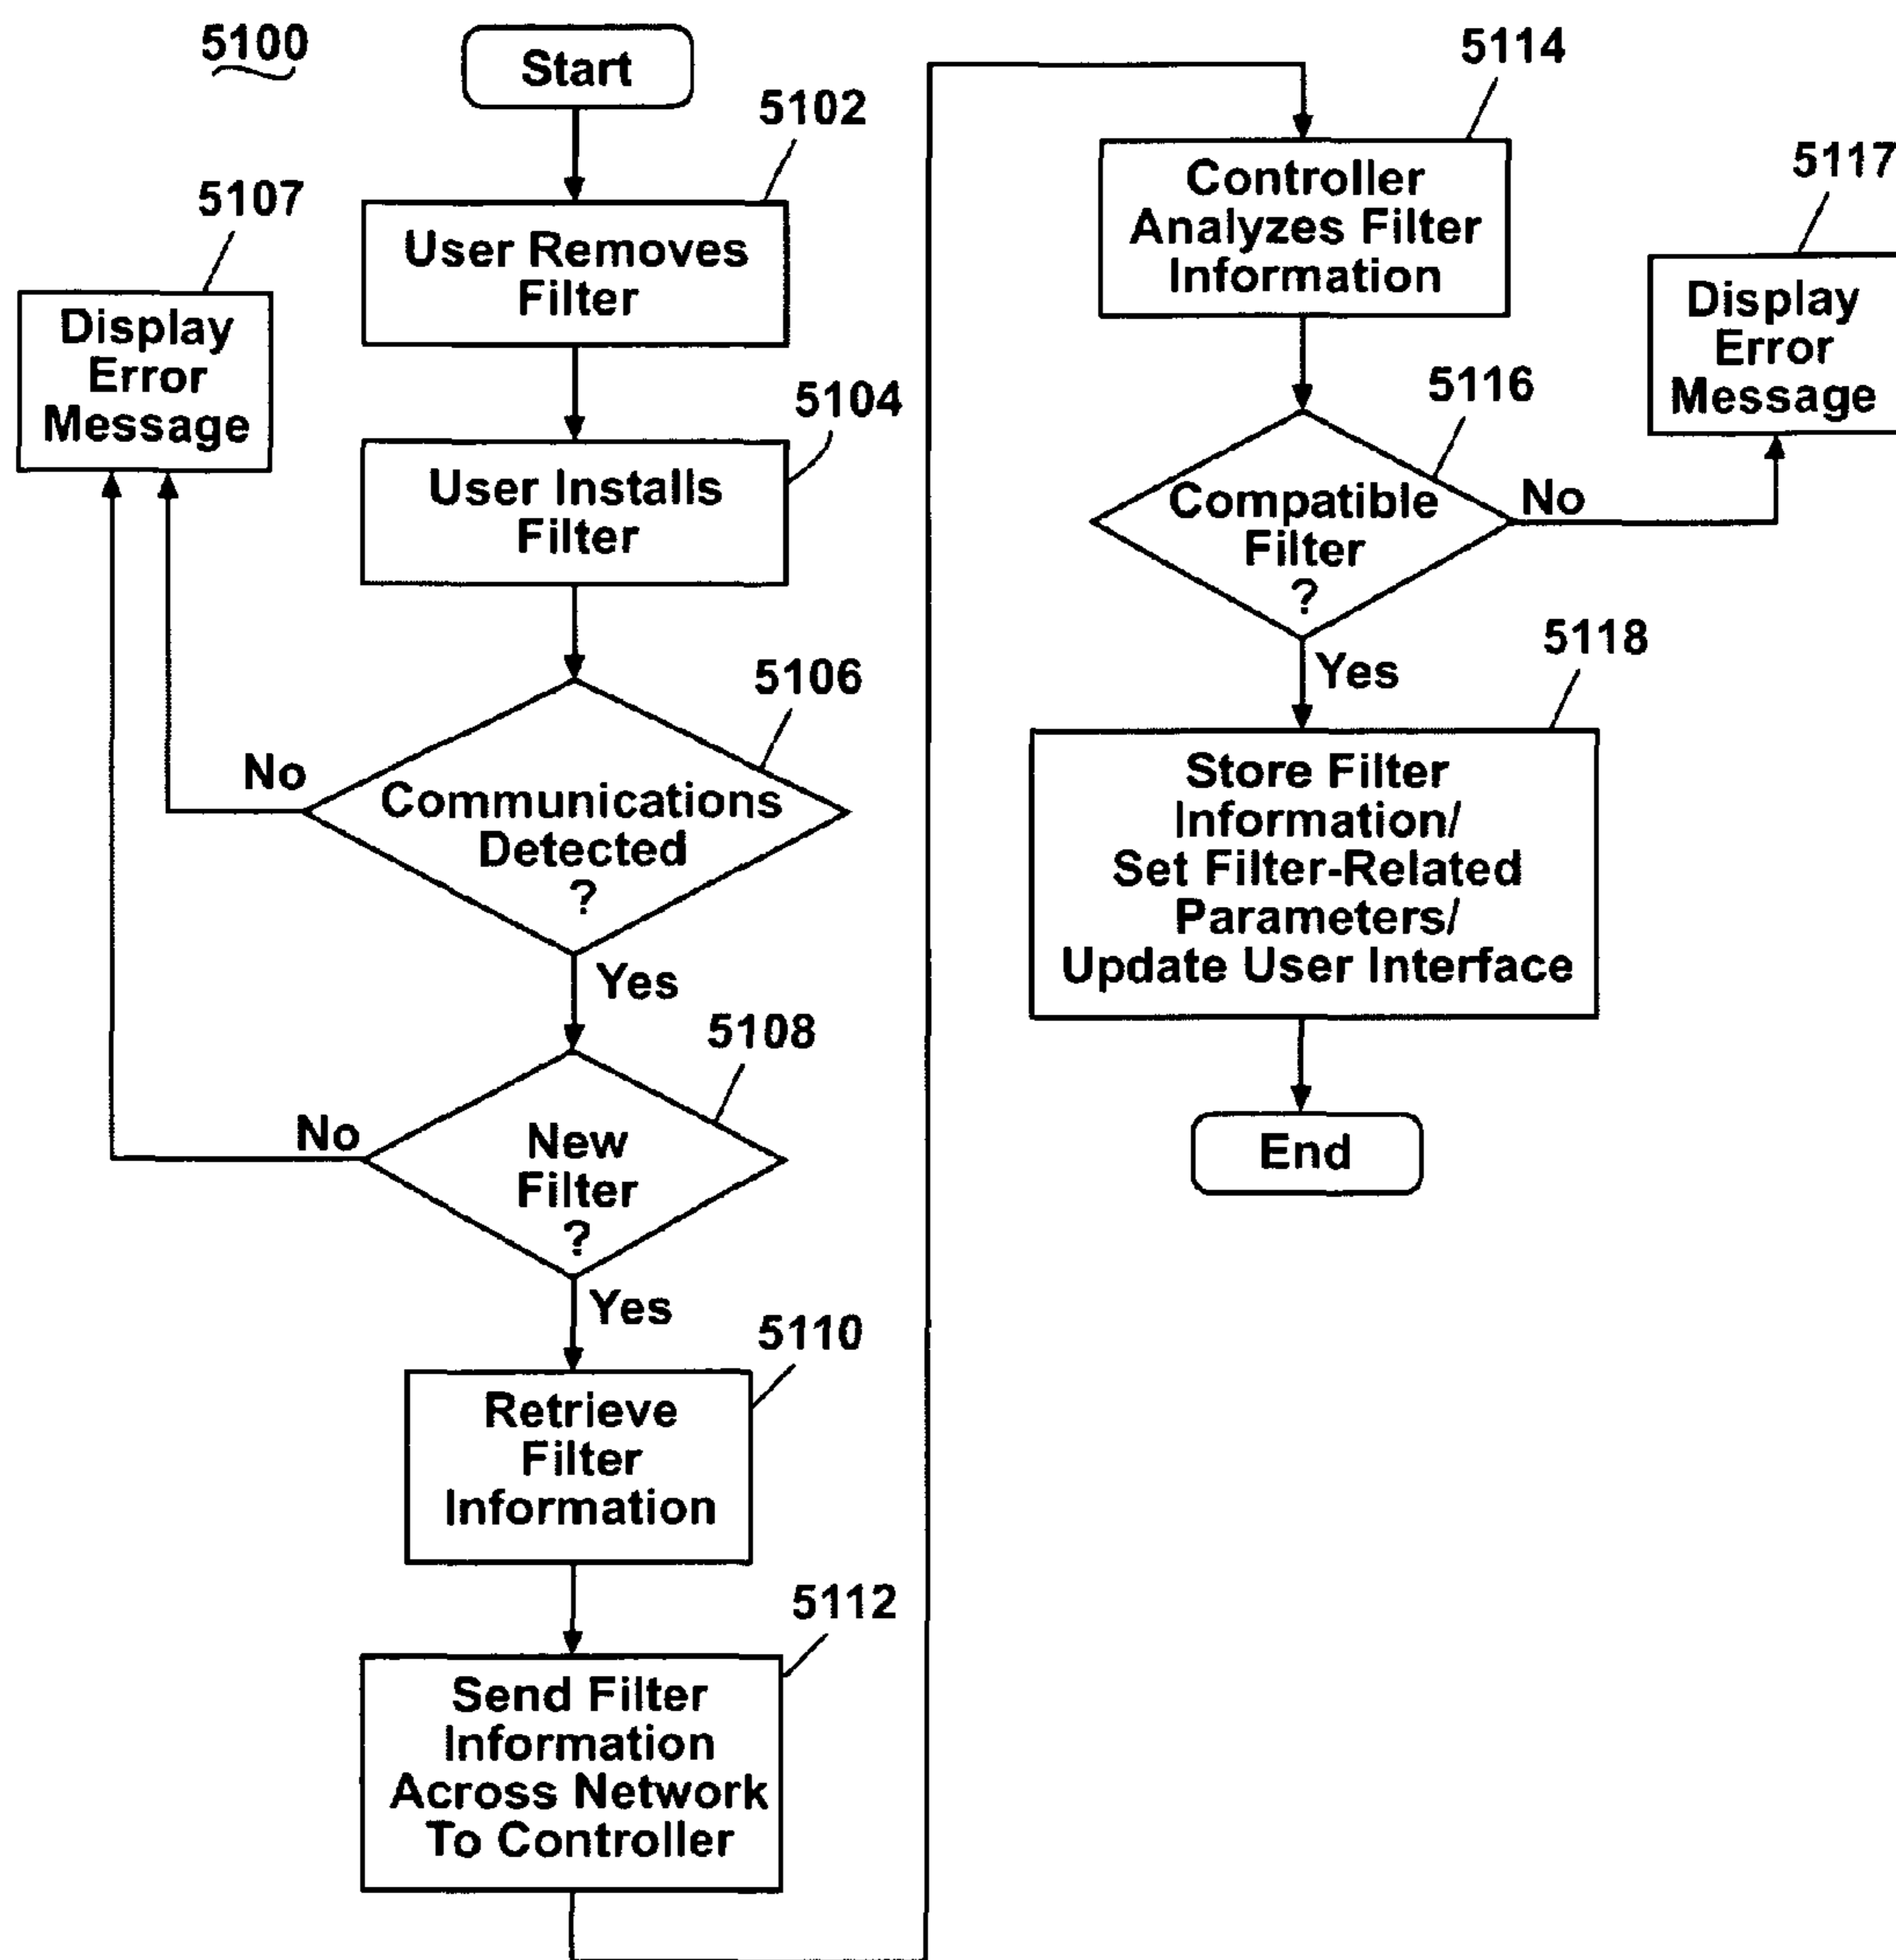 5100
Start
5102
User Removes
Filter
5107
Display
Error
Message
5104
User Installs
Filter
5106
Communications
Detected
?
No
Yes
5108
New
Filter
?
No
Yes
5110
Retrieve
Filter
Information
5112
Send Filter
Information
Across Network
To Controller
5114
Controller
Analyzes Filter
Information
5116
Compatible
Filter
?
No
5117
Display
Error
Message
Yes
5118
Store Filter
Information/
Set Filter-Related
Parameters/
Update User Interface
End